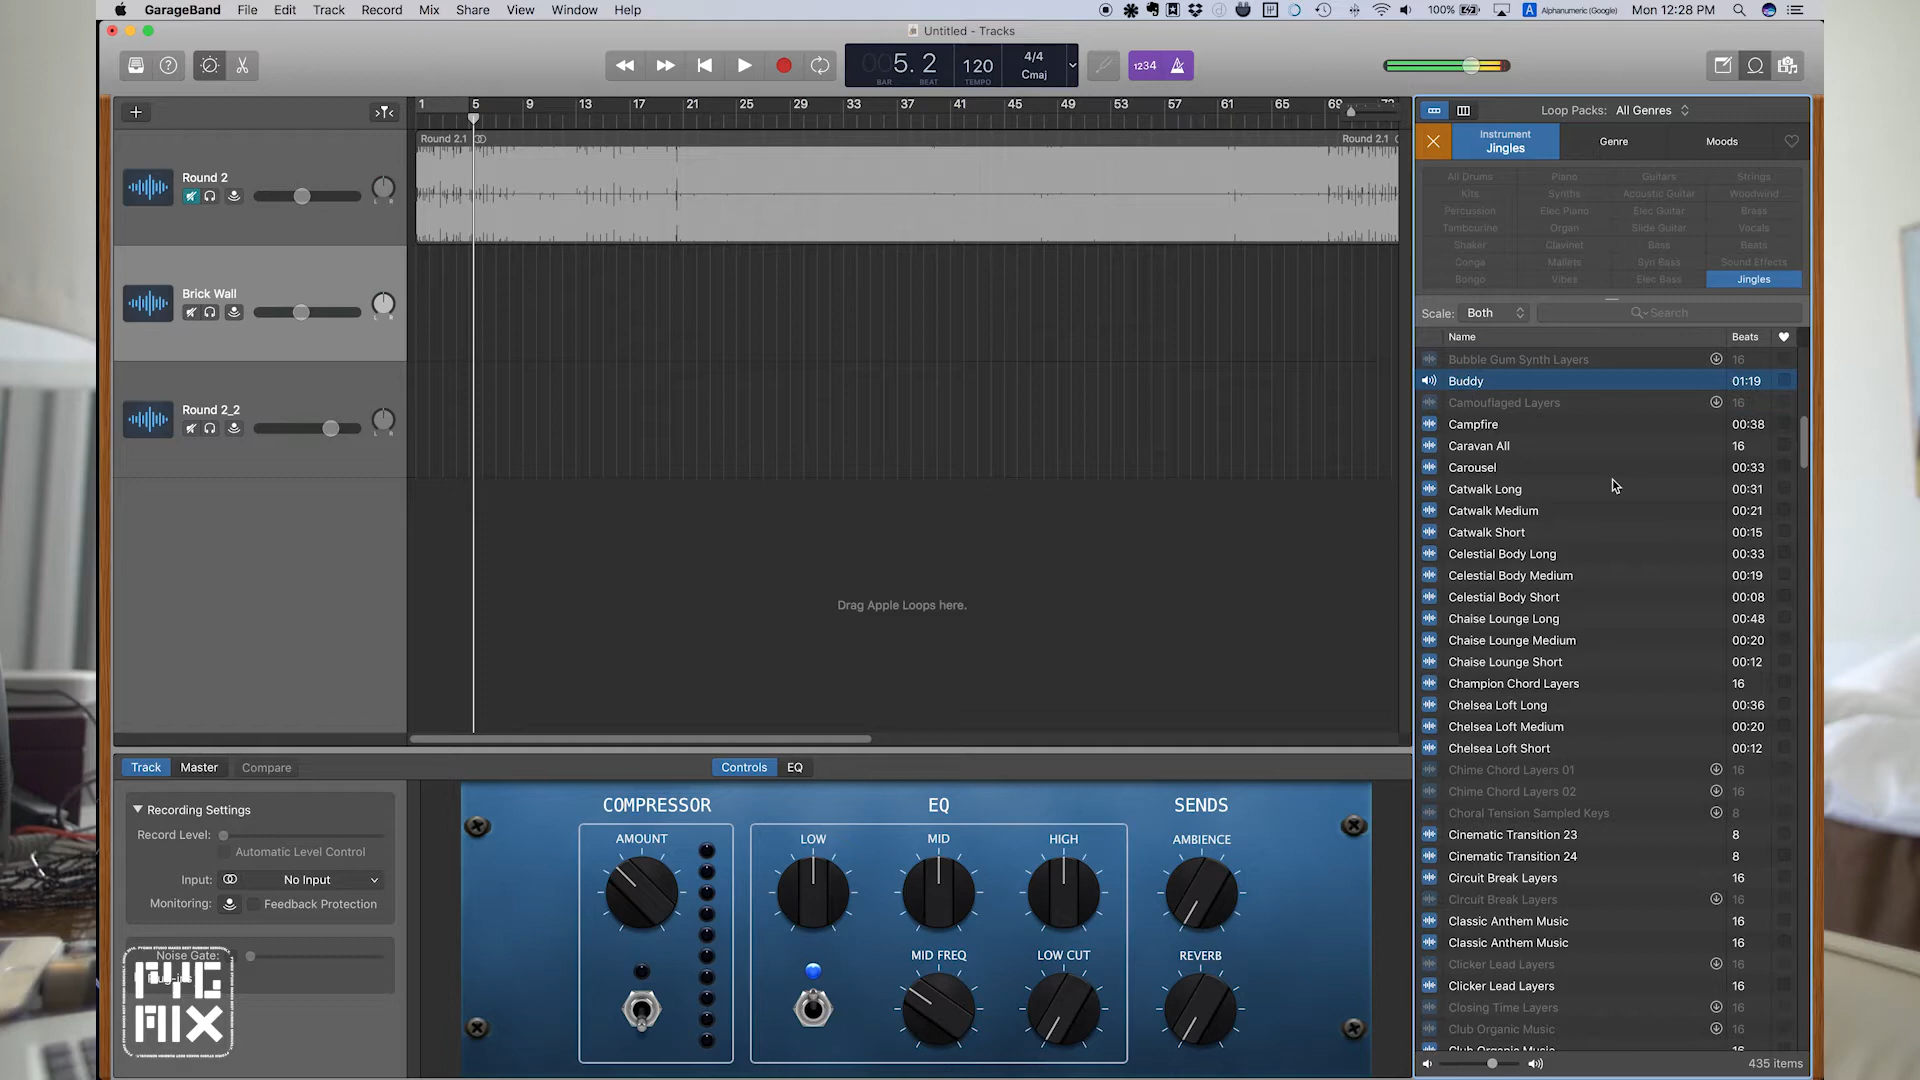 GarageBand File Edit Track Record Mix Share View Window Help
100% A Alphanumeric (Google) Mon 12:28 PM
Untitled - Tracks
5. 2
BAR BEAT
120
TEMPO
4/4
Cmaj
1234
1 5 9 13 17 21 25 29 33 37 41 45 49 53 57 61 65 69
Round 2.1
Round 2.1
Round 2
L R
Brick Wall
L R
Round 2_2
L R
Drag Apple Loops here.
Loop Packs: All Genres
Instrument
Jingles
Genre
Moods
All Drums Piano Guitars Strings
Kits Synths Acoustic Guitar Woodwind
Percussion Elec Piano Elec Guitar Brass
Tambourine Organ Slide Guitar Vocals
Shaker Clavinet Bass Beats
Conga Mallets Syn Bass Sound Effects
Bongo Vibes Elec Bass Jingles
Scale: Both Search
Name Beats
Bubble Gum Synth Layers 16
Buddy 01:19
Camouflaged Layers 16
Campfire 00:38
Caravan All 16
Carousel 00:33
Catwalk Long 00:31
Catwalk Medium 00:21
Catwalk Short 00:15
Celestial Body Long 00:33
Celestial Body Medium 00:19
Celestial Body Short 00:08
Chaise Lounge Long 00:48
Chaise Lounge Medium 00:20
Chaise Lounge Short 00:12
Champion Chord Layers 16
Chelsea Loft Long 00:36
Chelsea Loft Medium 00:20
Chelsea Loft Short 00:12
Chime Chord Layers 01 16
Chime Chord Layers 02 16
Choral Tension Sampled Keys 8
Cinematic Transition 23 8
Cinematic Transition 24 8
Circuit Break Layers 16
Circuit Break Layers 16
Classic Anthem Music 16
Classic Anthem Music 16
Clicker Lead Layers 16
Clicker Lead Layers 16
Closing Time Layers 16
Club Organic Music 16
Club Organic Music 16
435 items
Track Master Compare
Controls EQ
Recording Settings
Record Level:
Automatic Level Control
Input: No Input
Monitoring: Feedback Protection
Noise Gate:
COMPRESSOR
AMOUNT
EQ
LOW MID HIGH
MID FREQ LOW CUT
SENDS
AMBIENCE
REVERB